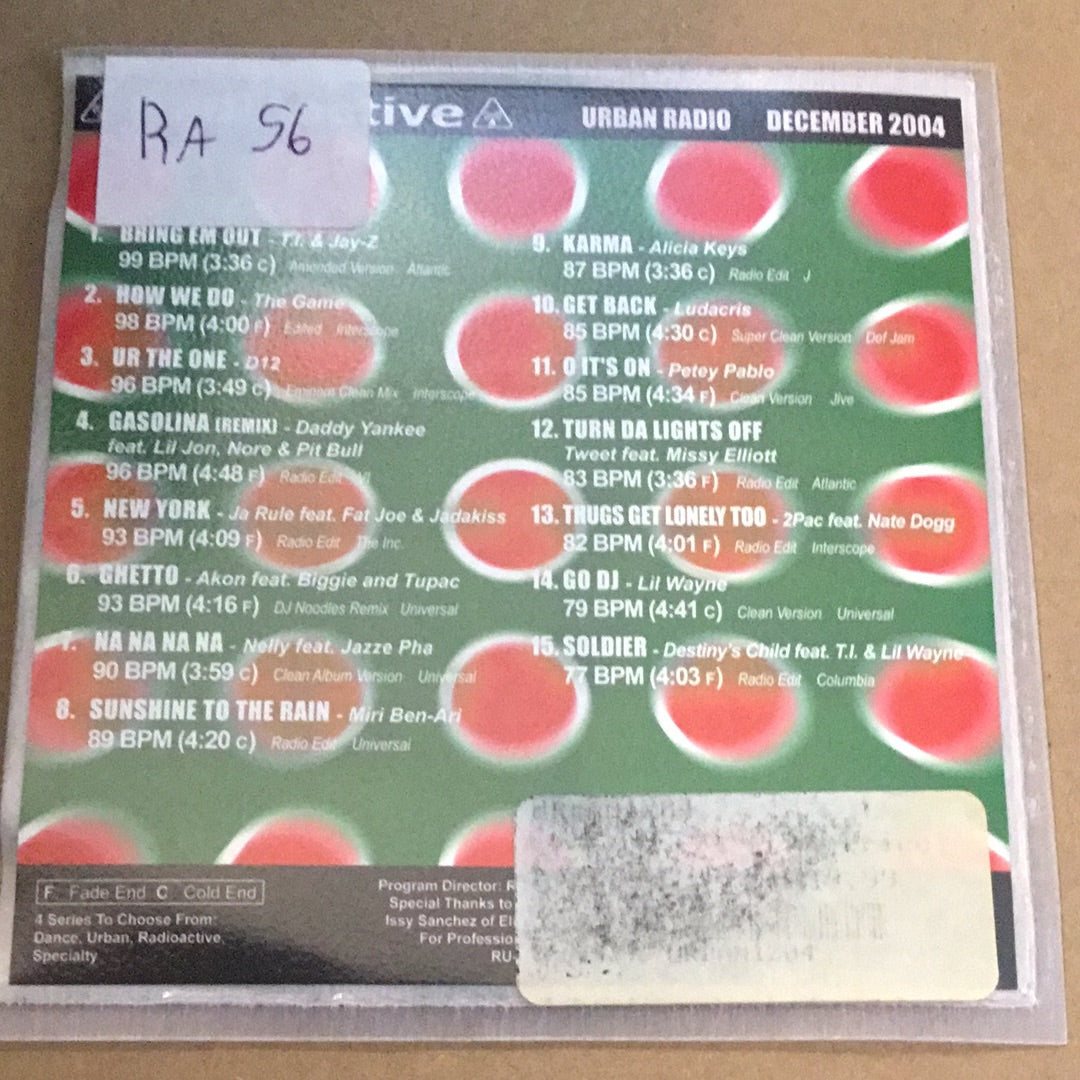 RA 56
tive
URBAN RADIO DECEMBER 2004
1. BRING EM OUT - T.I. & Jay-Z
99 BPM (3:36 C) Amended Version Atlantic
2. HOW WE DO - The Game
98 BPM (4:00 F) Edited Interscope
3. UR THE ONE - D12
96 BPM (3:49 C) Eminem Clean Mix Interscope
4. GASOLINA (REMIX) - Daddy Yankee
feat. Lil Jon, Nore & Pit Bull
96 BPM (4:48 F) Radio Edit VI
5. NEW YORK - Ja Rule feat. Fat Joe & Jadakiss
93 BPM (4:09 F) Radio Edit The Inc.
6. GHETTO - Akon feat. Biggie and Tupac
93 BPM (4:16 F) DJ Noodles Remix Universal
7. NA NA NA NA - Nelly feat. Jazze Pha
90 BPM (3:59 C) Clean Album Version Universal
8. SUNSHINE TO THE RAIN - Miri Ben-Ari
89 BPM (4:20 C) Radio Edit Universal
9. KARMA - Alicia Keys
87 BPM (3:36 C) Radio Edit J
10. GET BACK - Ludacris
85 BPM (4:30 C) Super Clean Version Def Jam
11. O IT'S ON - Petey Pablo
85 BPM (4:34 F) Clean Version Jive
12. TURN DA LIGHTS OFF
Tweet feat. Missy Elliott
83 BPM (3:36 F) Radio Edit Atlantic
13. THUGS GET LONELY TOO - 2Pac feat. Nate Dogg
82 BPM (4:01 F) Radio Edit Interscope
14. GO DJ - Lil Wayne
79 BPM (4:41 C) Clean Version Universal
15. SOLDIER - Destiny's Child feat. T.I. & Lil Wayne
77 BPM (4:03 F) Radio Edit Columbia
F Fade End C Cold End
4 Series To Choose From:
Dance, Urban, Radioactive,
Specialty
Program Director: R
Special Thanks to
Issy Sanchez of El
For Professio
RU-